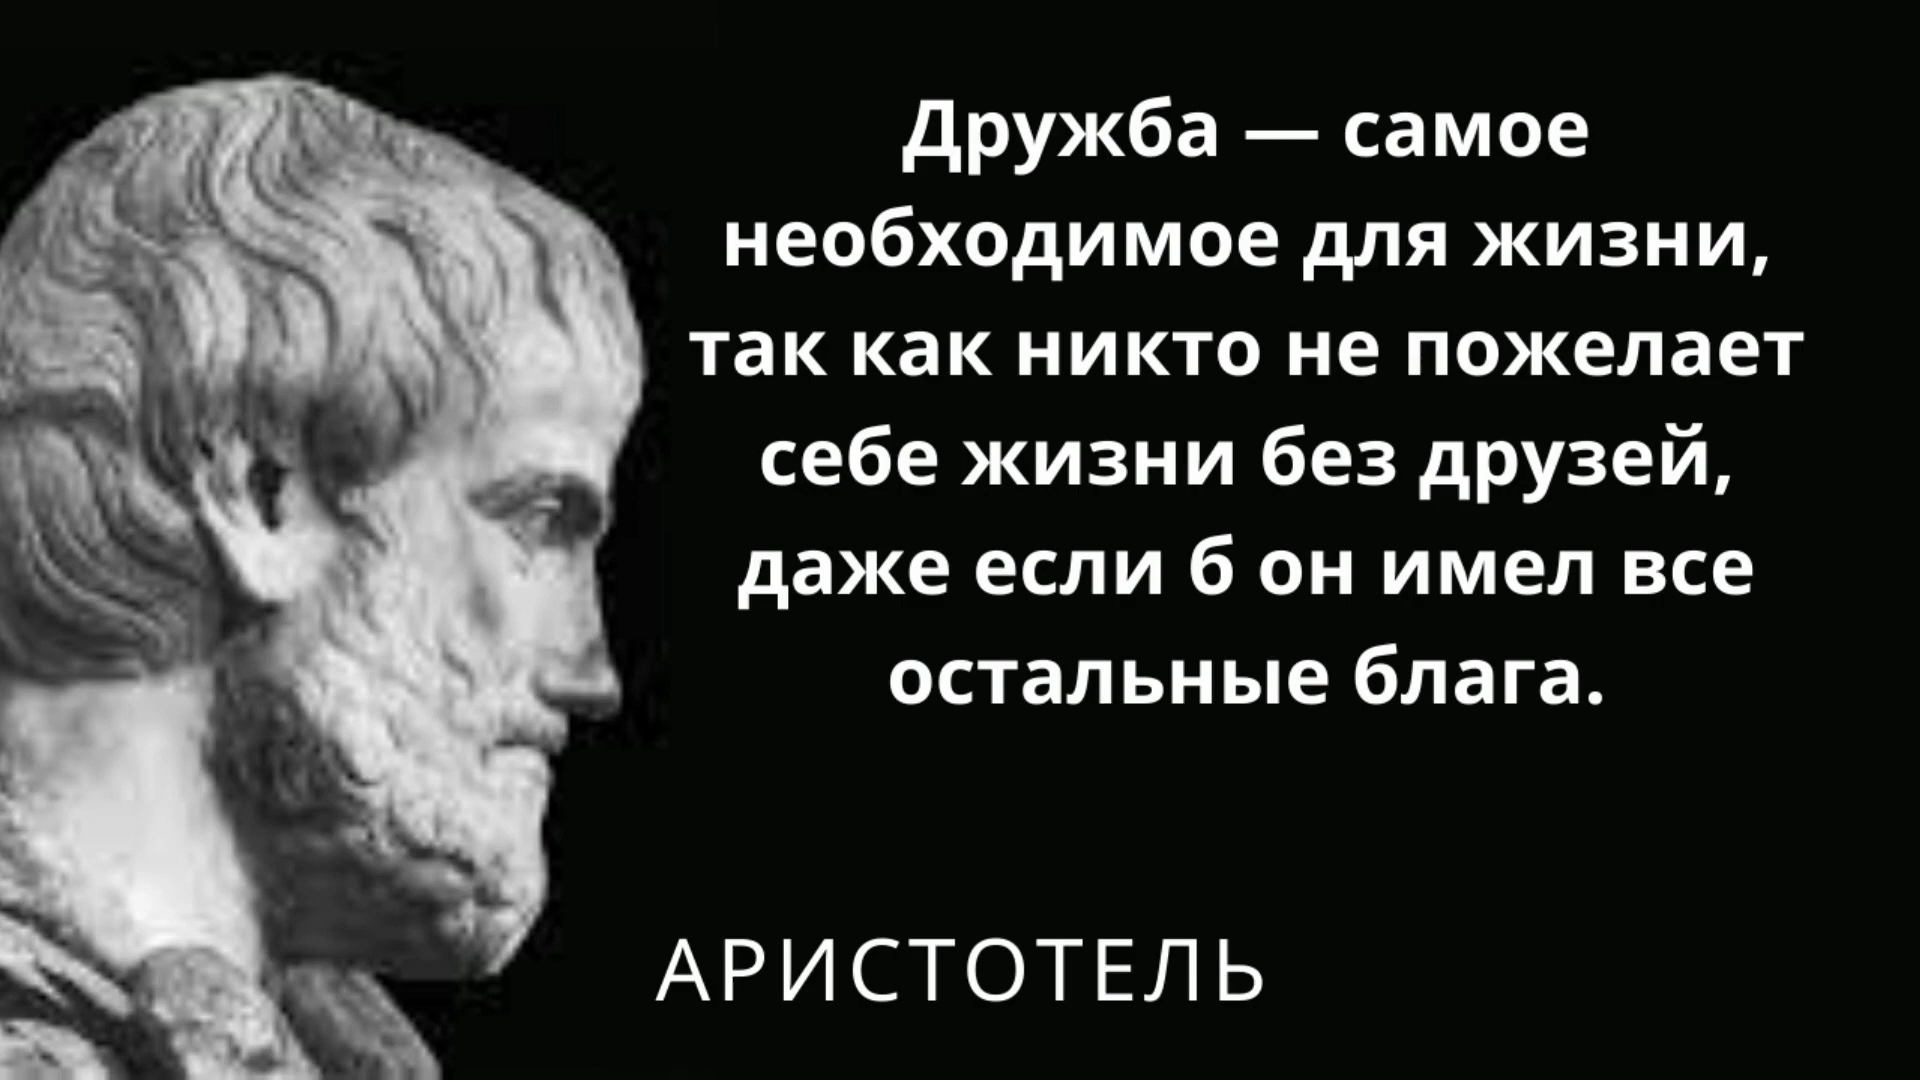 Дружба — самое
необходимое для жизни,
так как никто не пожелает
себе жизни без друзей,
даже если б он имел все
остальные блага.
АРИСТОТЕЛЬ